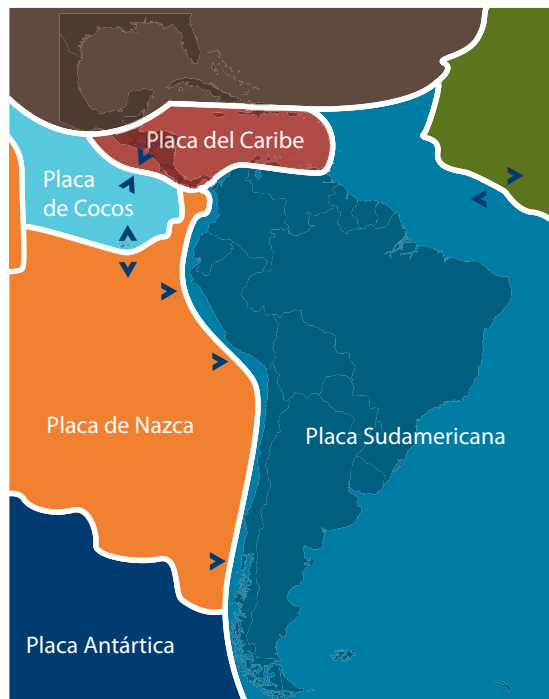 Placa del Caribe
Placa
de Cocos
Placa de Nazca
Placa Sudamericana
Placa Antártica